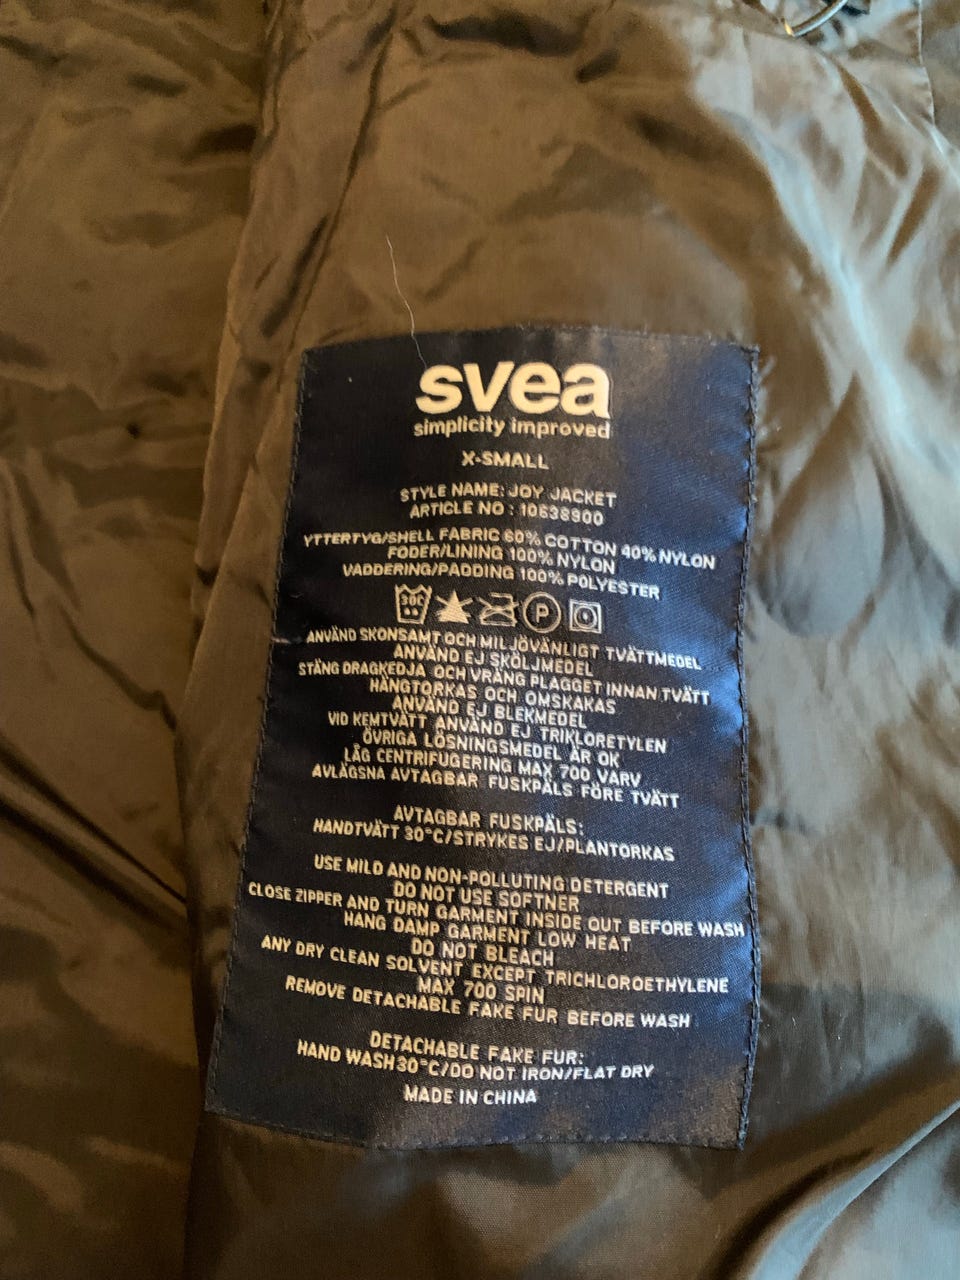 svea
simplicity improved
X-SMALL
STYLE NAME: JOY JACKET
ARTICLE NO : 10638900
YTTERTYG/SHELL FABRIC 60% COTTON 40% NYLON
FODER/LINING 100% NYLON
VADDERING/PADDING 100% POLYESTER
30C P
ANVÄND SKONSAMT OCH MILJÖVÄNLIGT TVÄTTMEDEL
ANVÄND EJ SKÖLJMEDEL
STÄNG DRAGKEDJA OCH VRÄNG PLAGGET INNAN TVÄTT
HÄNGTORKAS OCH OMSKAKAS
ANVÄND EJ BLEKMEDEL
VID KEMTVÄTT ANVÄND EJ TRIKLORETYLEN
ÖVRIGA LÖSNINGSMEDEL ÄR OK
LÅG CENTRIFUGERING MAX 700 VARV
AVLÄGSNA AVTAGBAR FUSKPÄLS FÖRE TVÄTT
AVTAGBAR FUSKPÄLS:
HANDTVÄTT 30°C/STRYKES EJ/PLANTORKAS
USE MILD AND NON-POLLUTING DETERGENT
DO NOT USE SOFTNER
CLOSE ZIPPER AND TURN GARMENT INSIDE OUT BEFORE WASH
HANG DAMP GARMENT LOW HEAT
DO NOT BLEACH
ANY DRY CLEAN SOLVENT EXCEPT TRICHLOROETHYLENE
MAX 700 SPIN
REMOVE DETACHABLE FAKE FUR BEFORE WASH
DETACHABLE FAKE FUR:
HAND WASH 30°C/DO NOT IRON/FLAT DRY
MADE IN CHINA